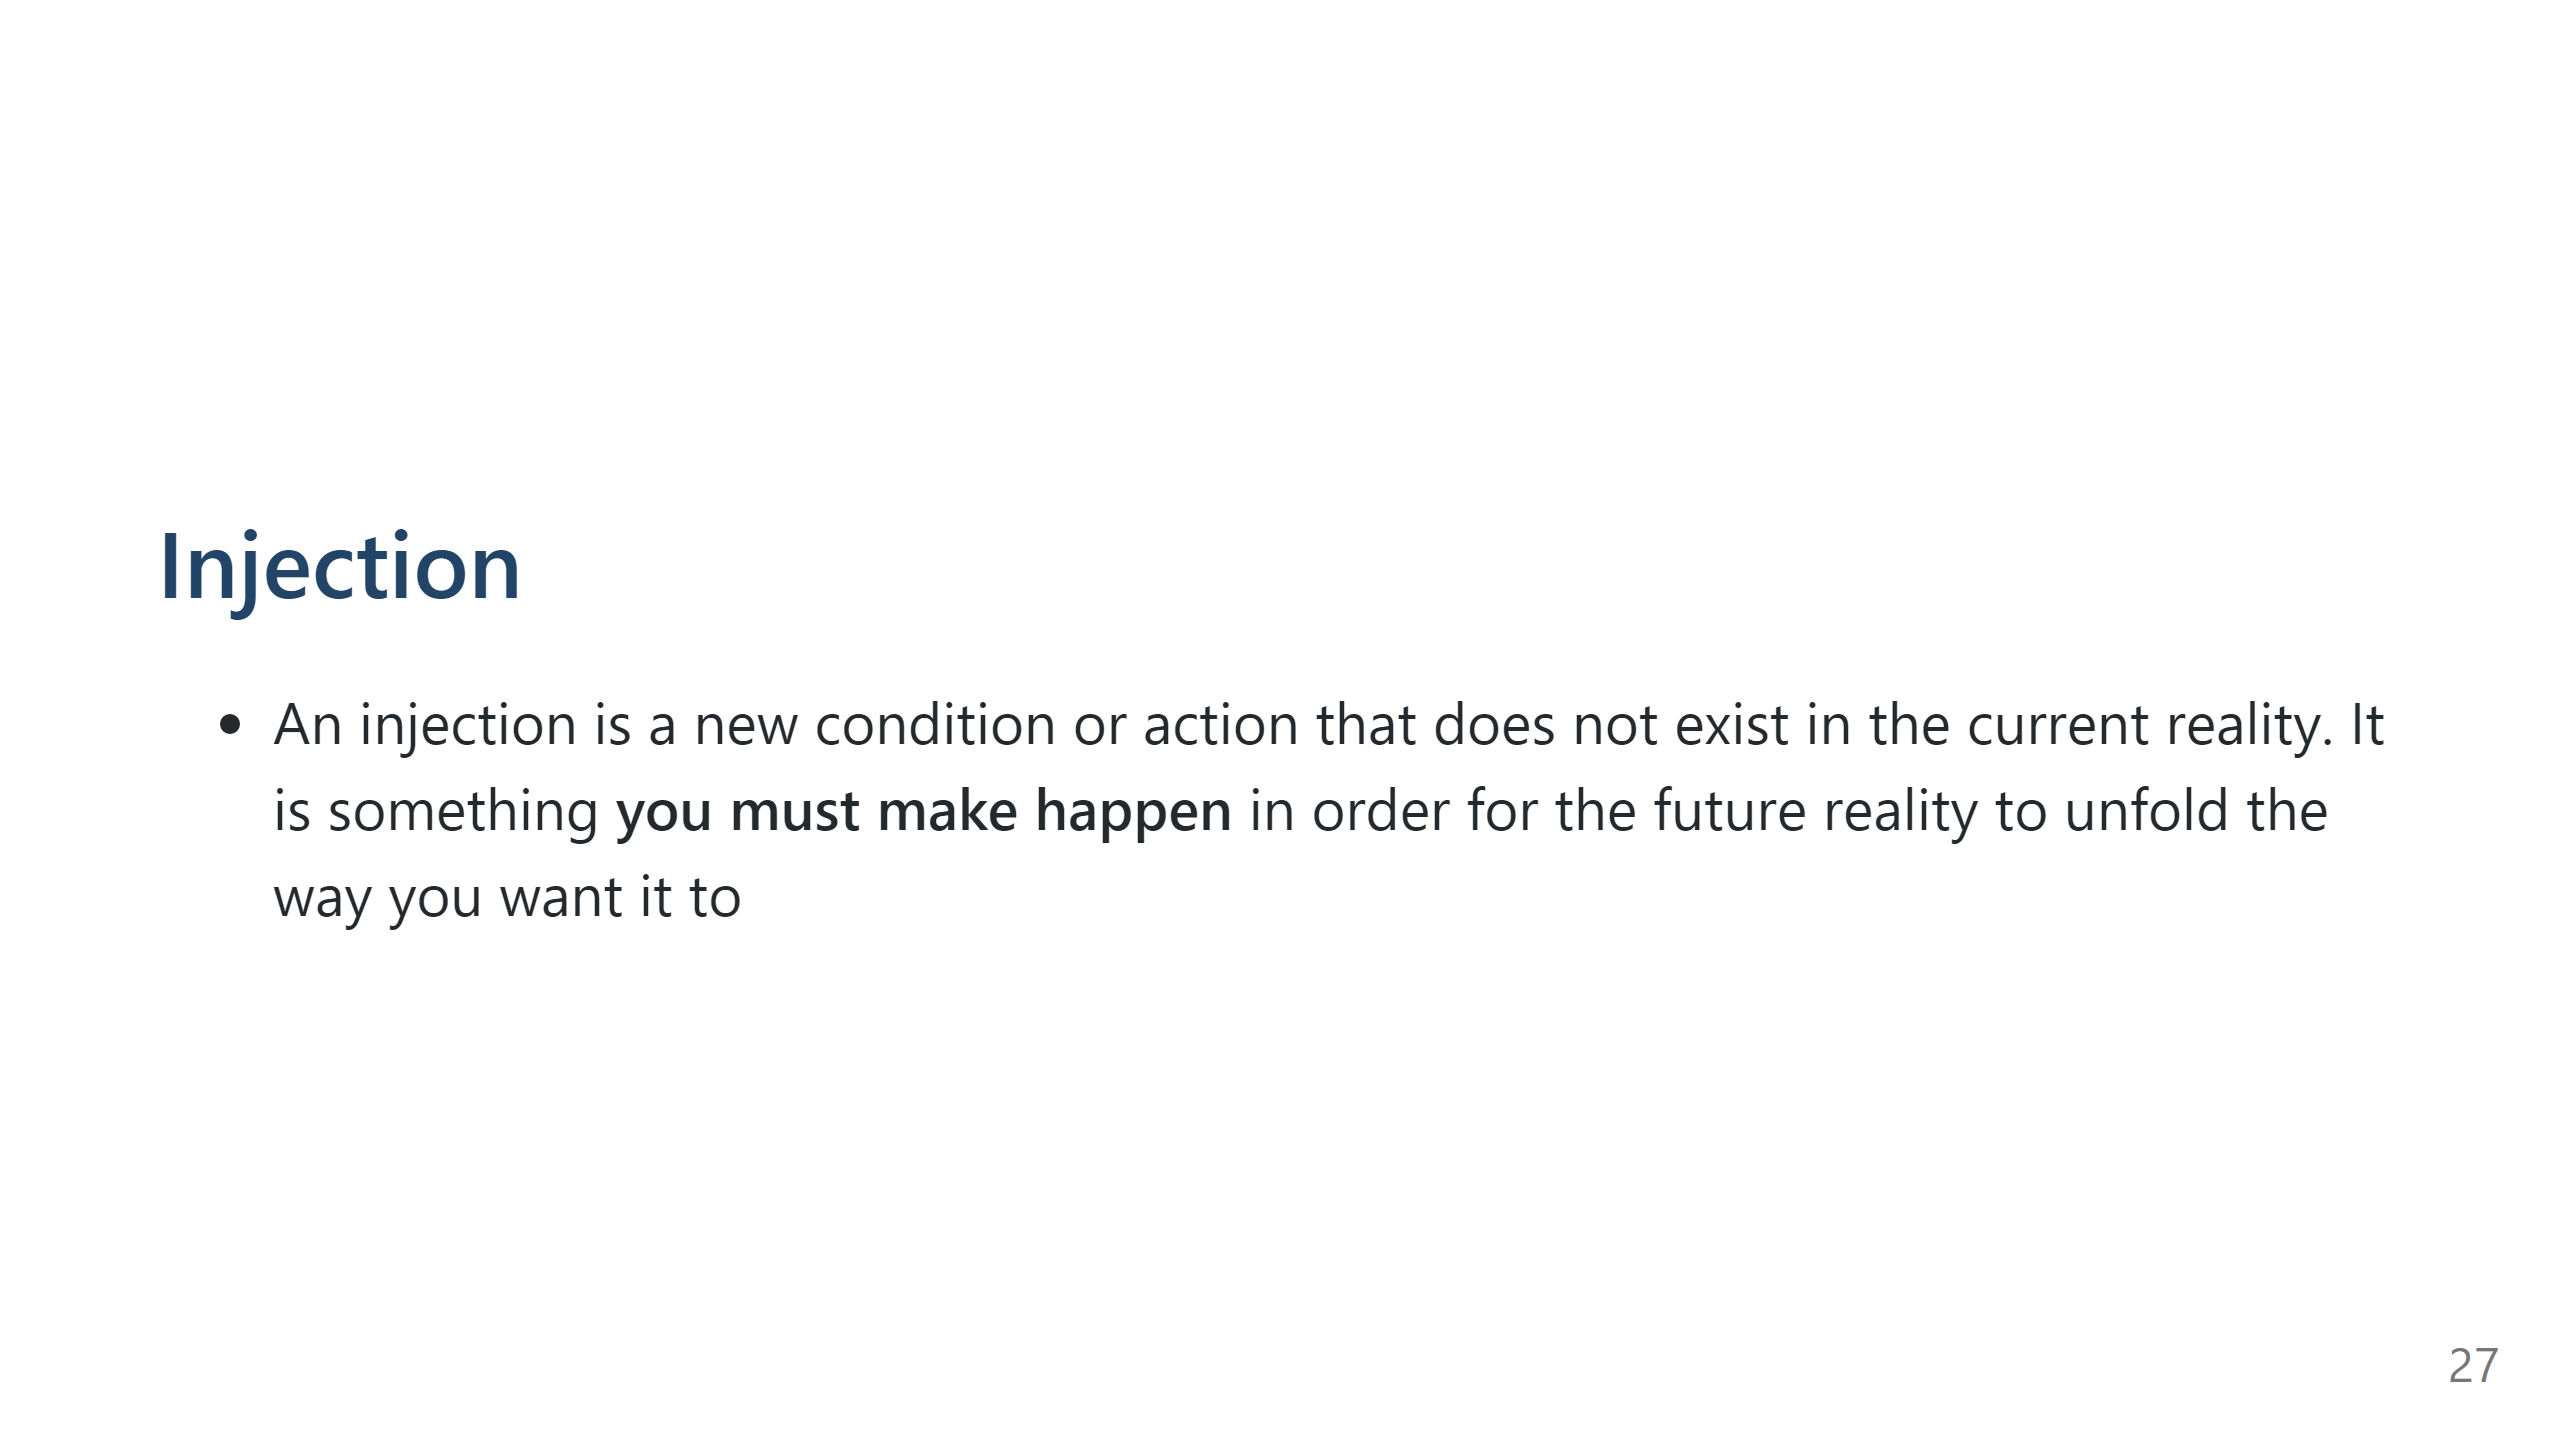 Injection
• An injection is a new condition or action that does not exist in the current reality. It
is something you must make happen in order for the future reality to unfold the
way you want it to
27